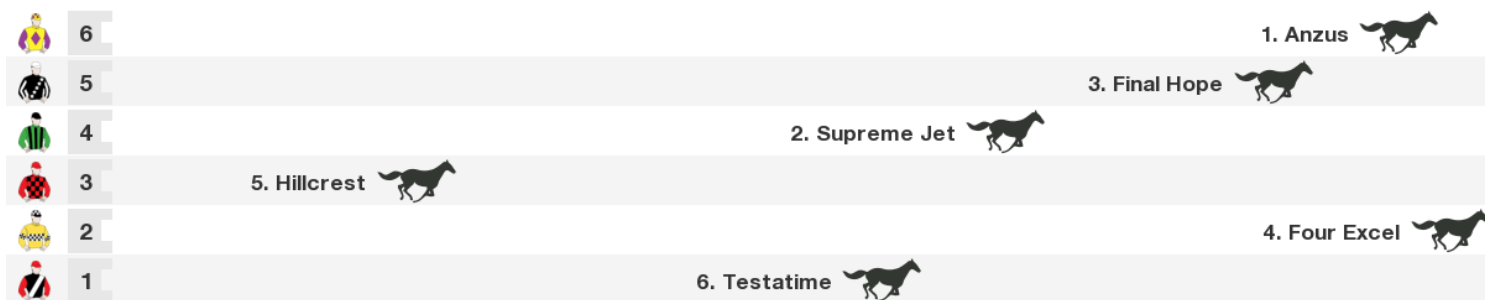 6 1. Anzus
5 3. Final Hope
4 2. Supreme Jet
3 5. Hillcrest
2 4. Four Excel
1 6. Testatime